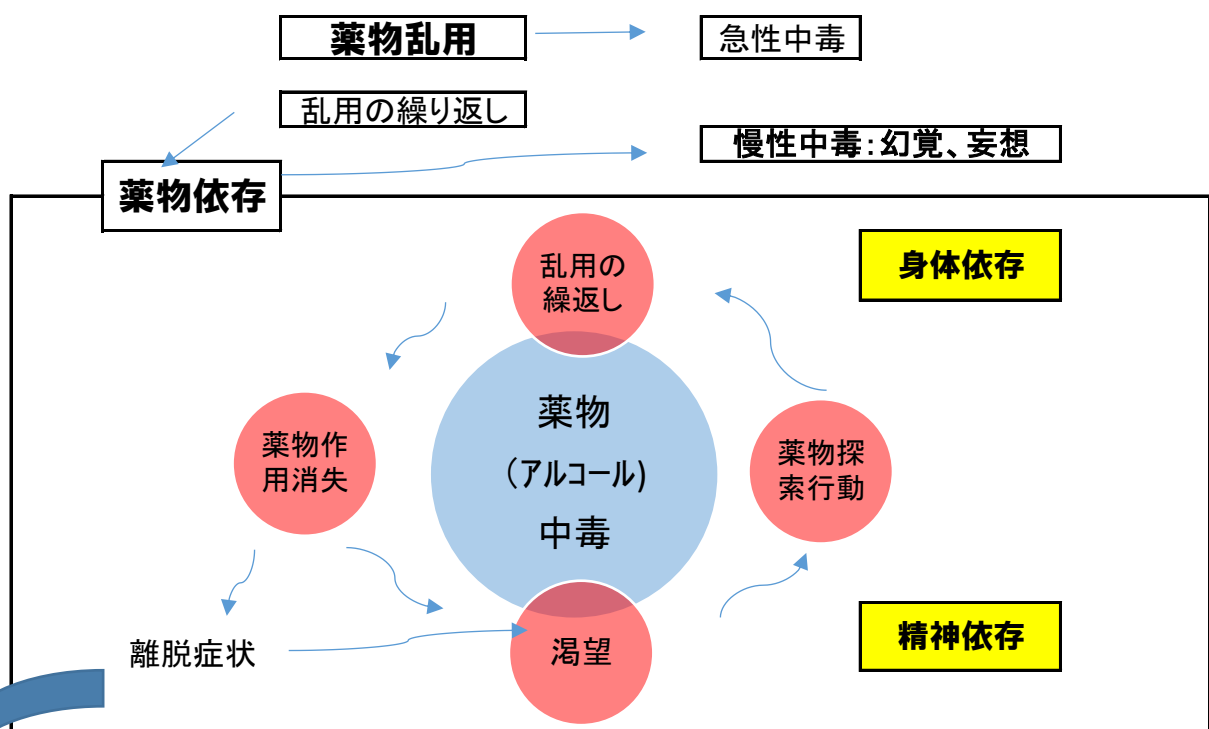 薬物乱用
急性中毒
乱用の繰り返し
慢性中毒:幻覚、妄想
薬物依存
乱用の
繰返し
身体依存
薬物
(アルコール)
中毒
薬物作
用消失
薬物探
索行動
離脱症状
渇望
精神依存